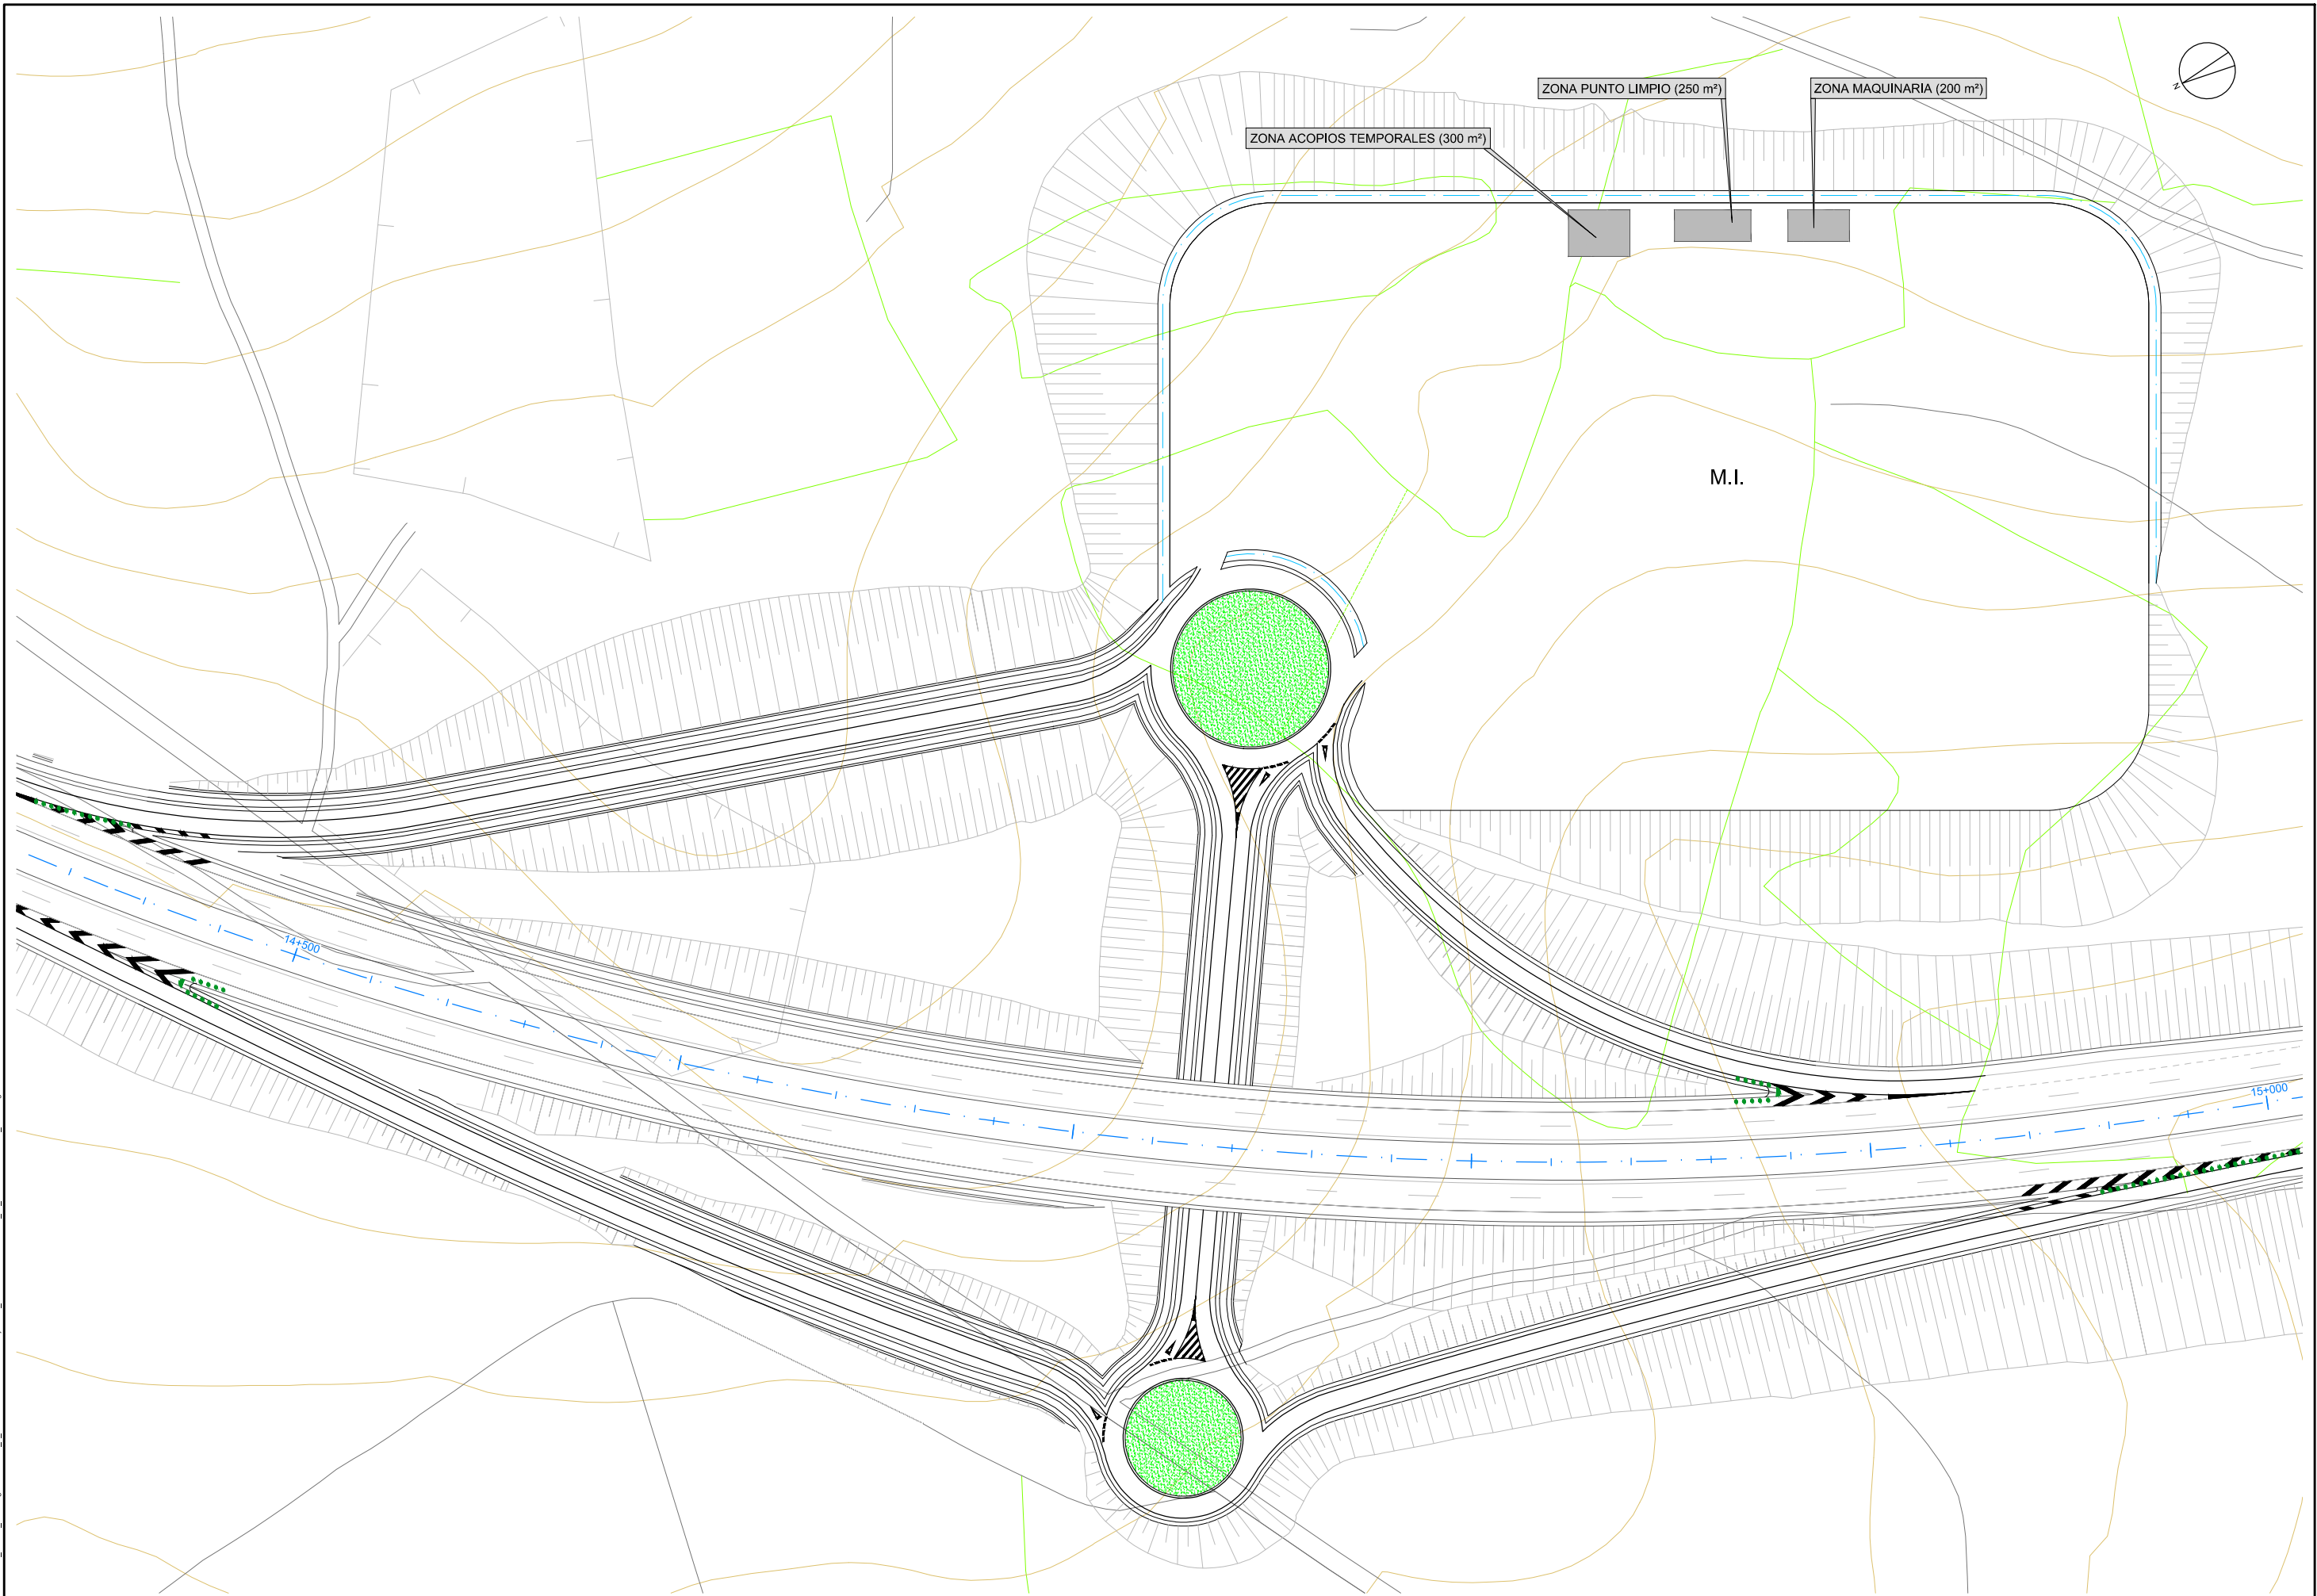 ZONA PUNTO LIMPIO (250 m²)
ZONA MAQUINARIA (200 m²)
N
ZONA ACOPIOS TEMPORALES (300 m²)
M.I.
14+500
15+000